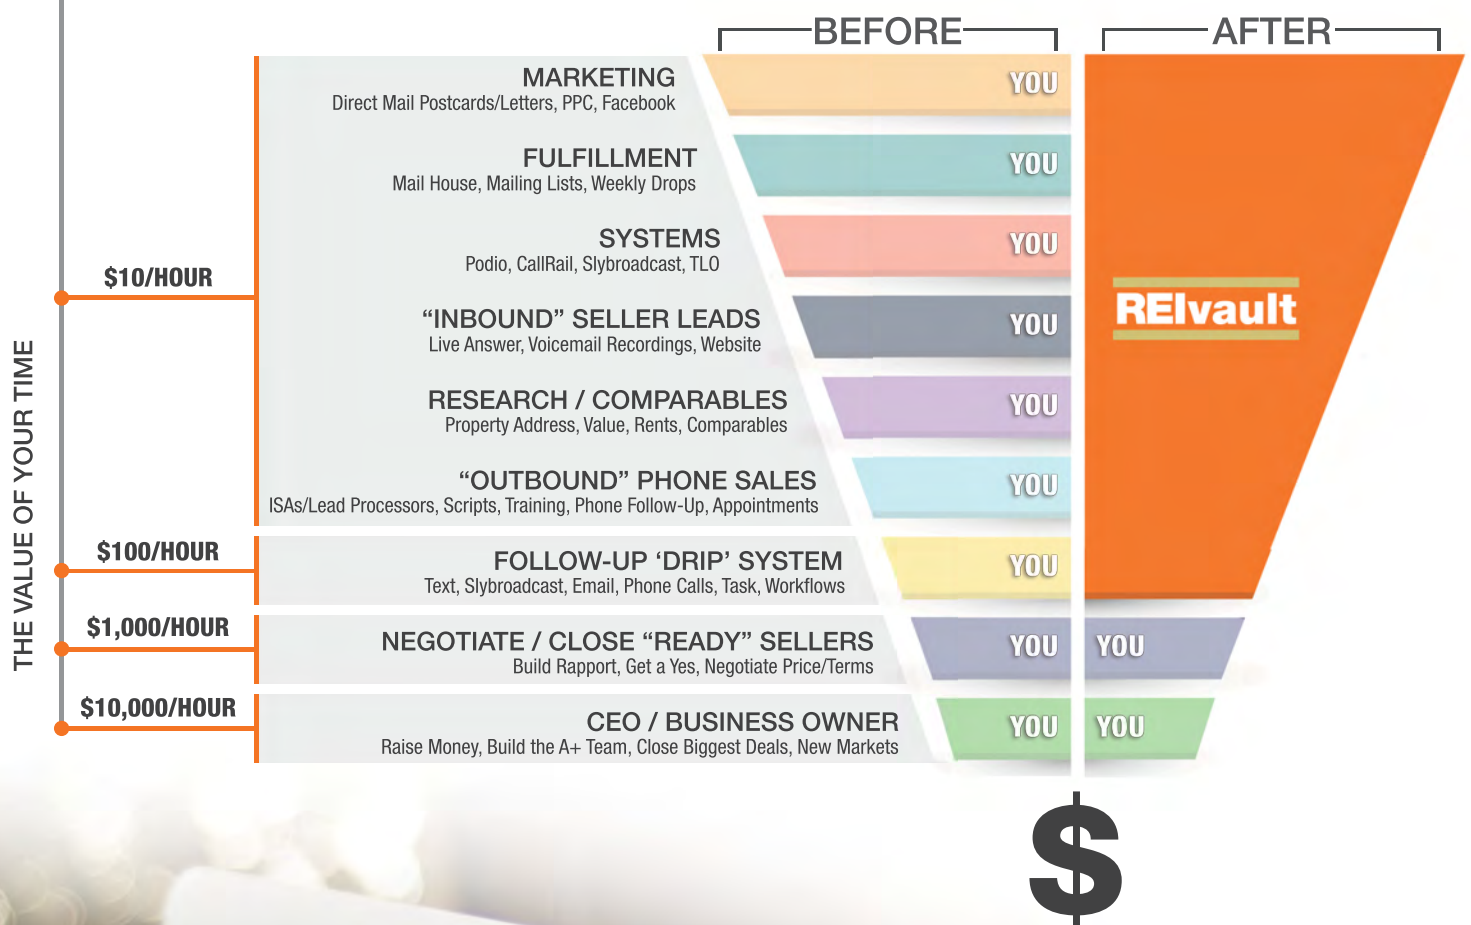 BEFORE
AFTER
MARKETING
YOU
Direct Mail Postcards/Letters, PPC, Facebook
FULFILLMENT
YOU
Mail House, Mailing Lists, Weekly Drops
SYSTEMS
YOU
Podio, CallRail, Slybroadcast, TLO
$10/HOUR
“INBOUND” SELLER LEADS
YOU
Live Answer, Voicemail Recordings, Website
REIvault
RESEARCH / COMPARABLES
YOU
Property Address, Value, Rents, Comparables
“OUTBOUND” PHONE SALES
YOU
ISAs/Lead Processors, Scripts, Training, Phone Follow-Up, Appointments
THE VALUE OF YOUR TIME
$100/HOUR
FOLLOW-UP ‘DRIP’ SYSTEM
YOU
Text, Slybroadcast, Email, Phone Calls, Task, Workflows
$1,000/HOUR
NEGOTIATE / CLOSE “READY” SELLERS
YOU
YOU
Build Rapport, Get a Yes, Negotiate Price/Terms
$10,000/HOUR
CEO / BUSINESS OWNER
YOU
YOU
Raise Money, Build the A+ Team, Close Biggest Deals, New Markets
$